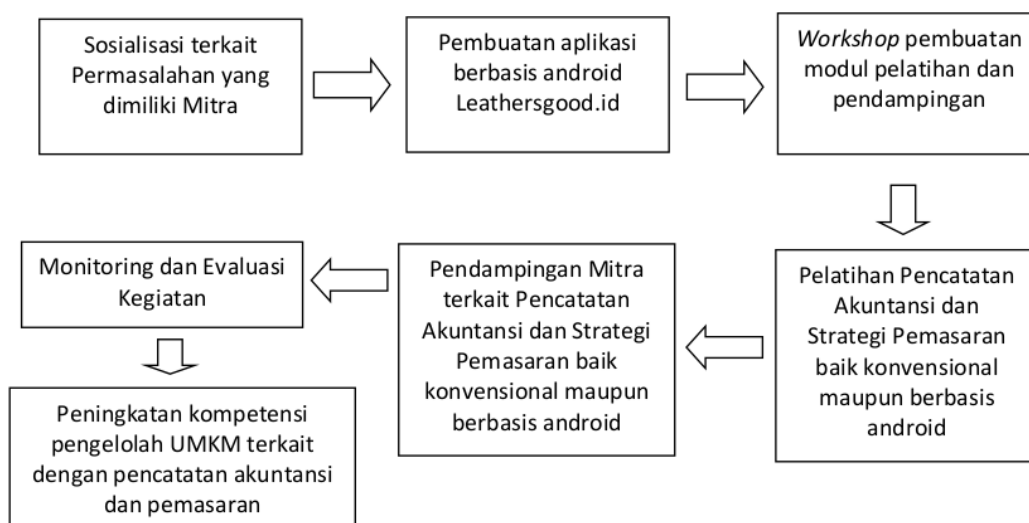 Sosialisasi terkait
Permasalahan yang
dimiliki Mitra
Pembuatan aplikasi
berbasis android
Leathersgood.id
Workshop pembuatan
modul pelatihan dan
pendampingan
Pelatihan Pencatatan
Akuntansi dan
Strategi Pemasaran
baik konvensional
maupun berbasis
android
Pendampingan Mitra
terkait Pencatatan
Akuntansi dan Strategi
Pemasaran baik
konvensional maupun
berbasis android
Monitoring dan Evaluasi
Kegiatan
Peningkatan kompetensi
pengelolah UMKM terkait
dengan pencatatan akuntansi
dan pemasaran